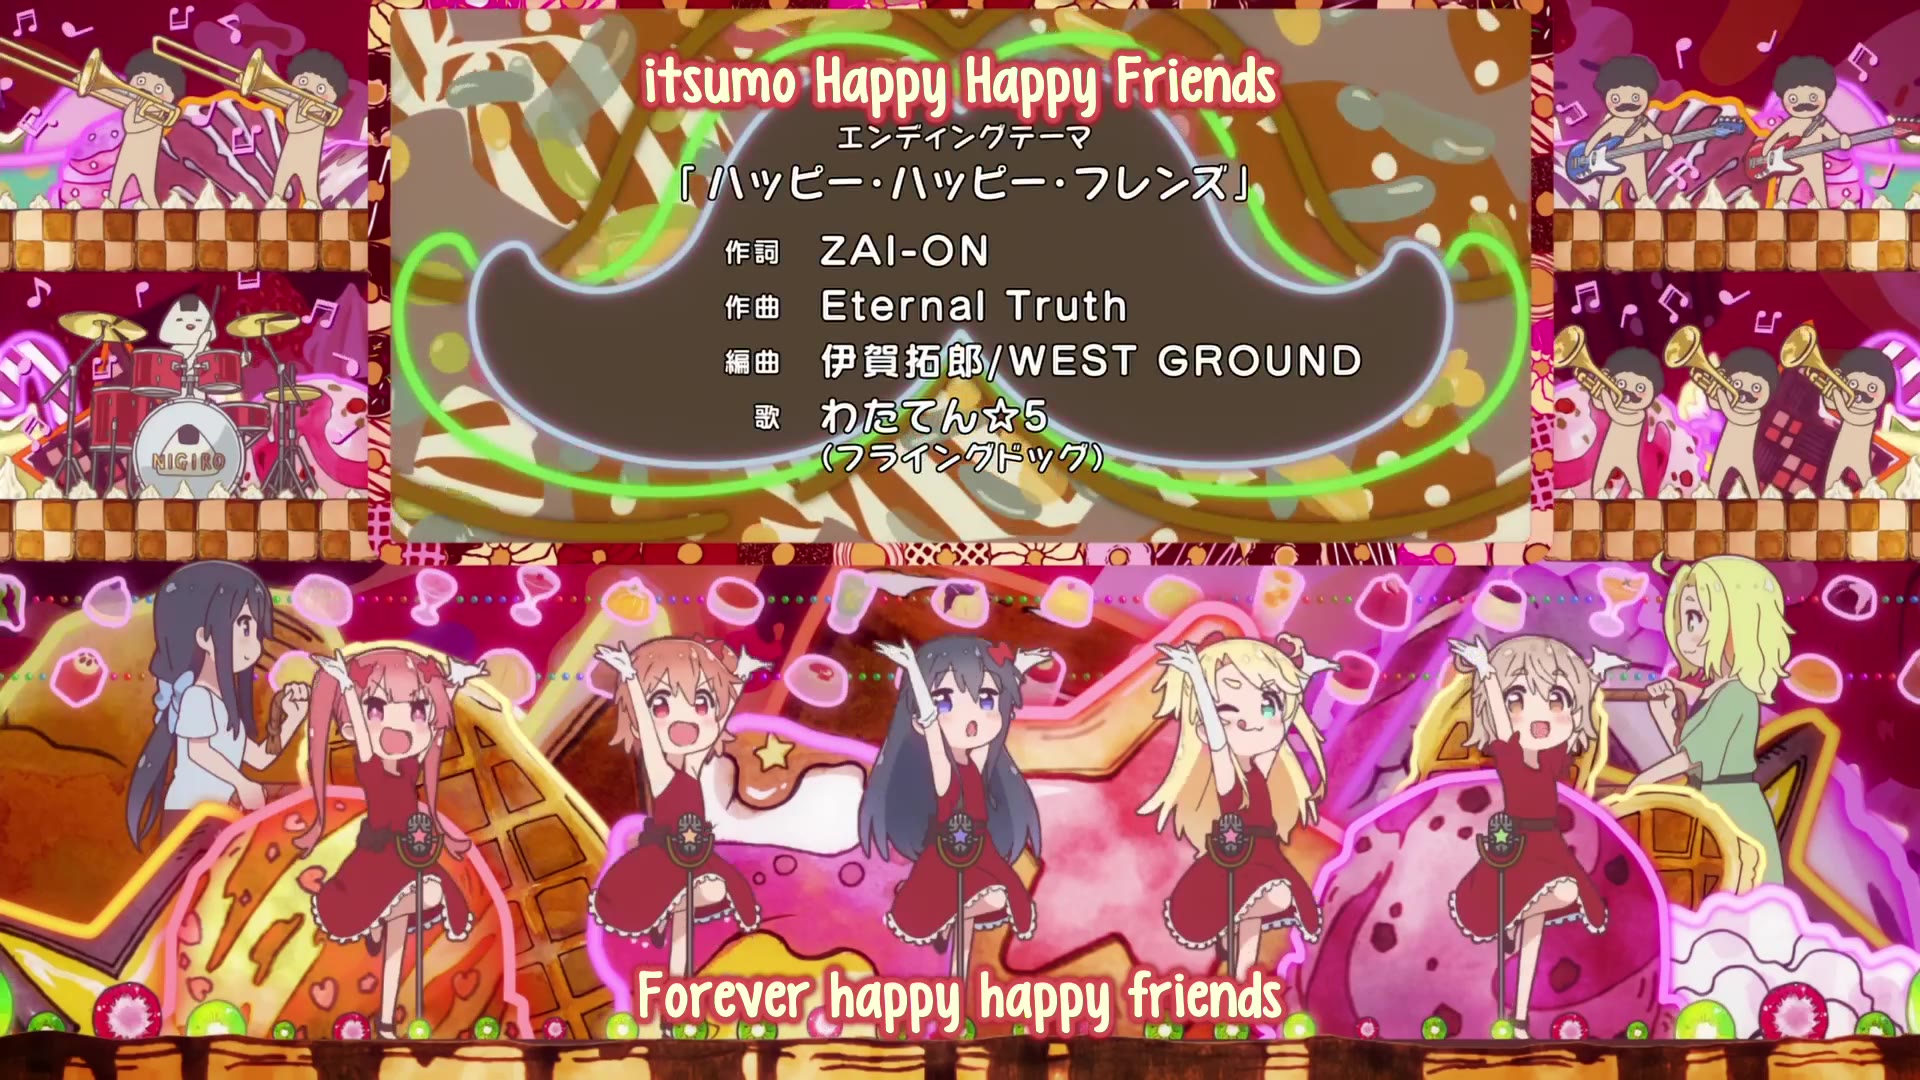 itsumo Happy Happy Friends
エンディングテーマ
「ハッピー・ハッピー・フレンズ」
作詞 ZAI-ON
作曲 Eternal Truth
編曲 伊賀拓郎/WEST GROUND
歌 わたてん☆5
(フライングドッグ)
NIGIRO
Forever happy happy friends